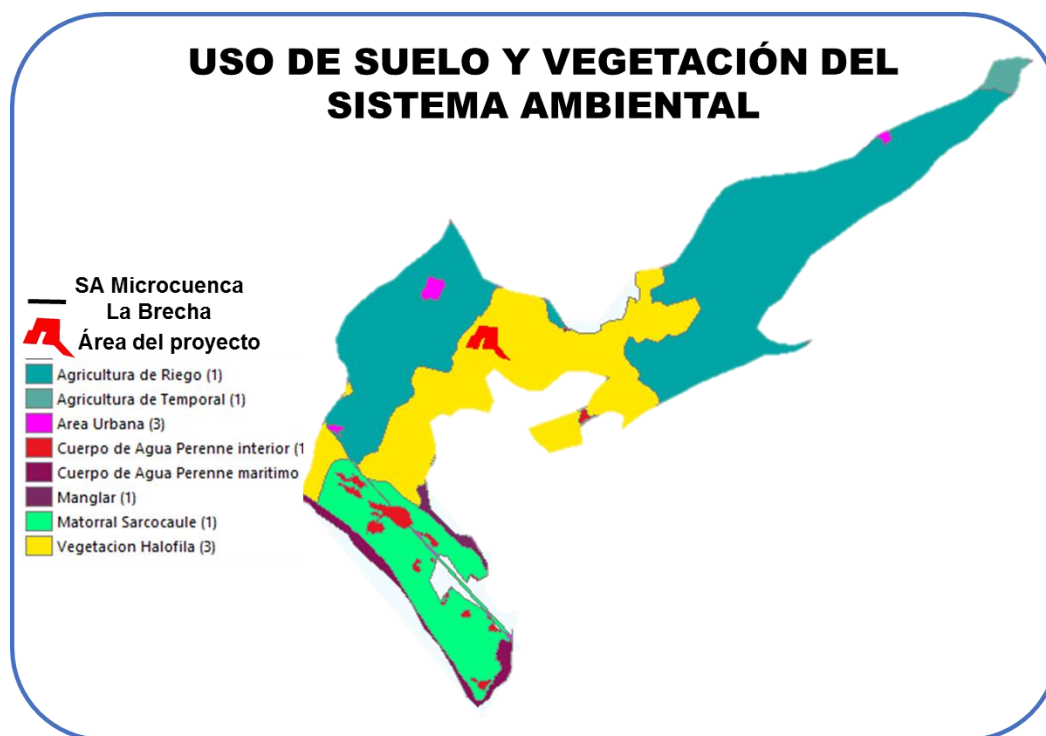 USO DE SUELO Y VEGETACIÓN DEL
SISTEMA AMBIENTAL
SA Microcuenca
La Brecha
Área del proyecto
Agricultura de Riego (1)
Agricultura de Temporal (1)
Area Urbana (3)
Cuerpo de Agua Perenne interior (1
Cuerpo de Agua Perenne maritimo
Manglar (1)
Matorral Sarcocaule (1)
Vegetacion Halofila (3)